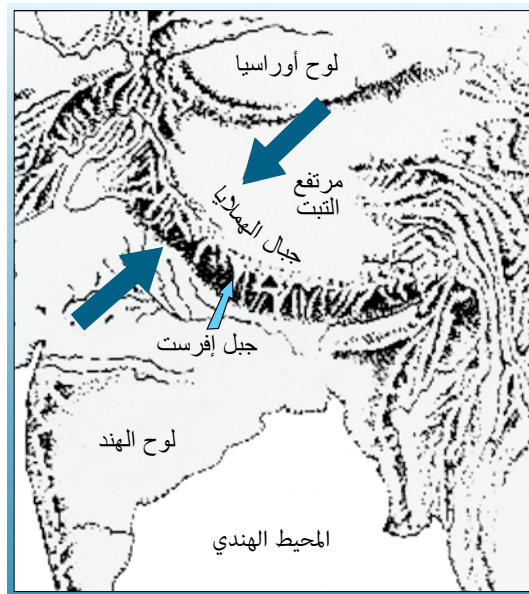 لوح أوراسيا
مرتفع
التبت
جبال الهملايا
جبل إفرست
لوح الهند
المحيط الهندي